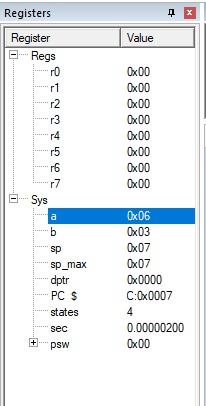 Registers
Register Value
Regs
r0 0x00
r1 0x00
r2 0x00
r3 0x00
r4 0x00
r5 0x00
r6 0x00
r7 0x00
Sys
a 0x06
b 0x03
sp 0x07
sp_max 0x07
dptr 0x0000
PC $ C:0x0007
states 4
sec 0.00000200
psw 0x00